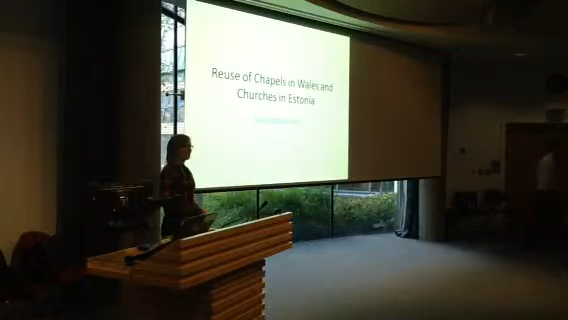 Reuse of Chapels in Wales and
Churches in Estonia